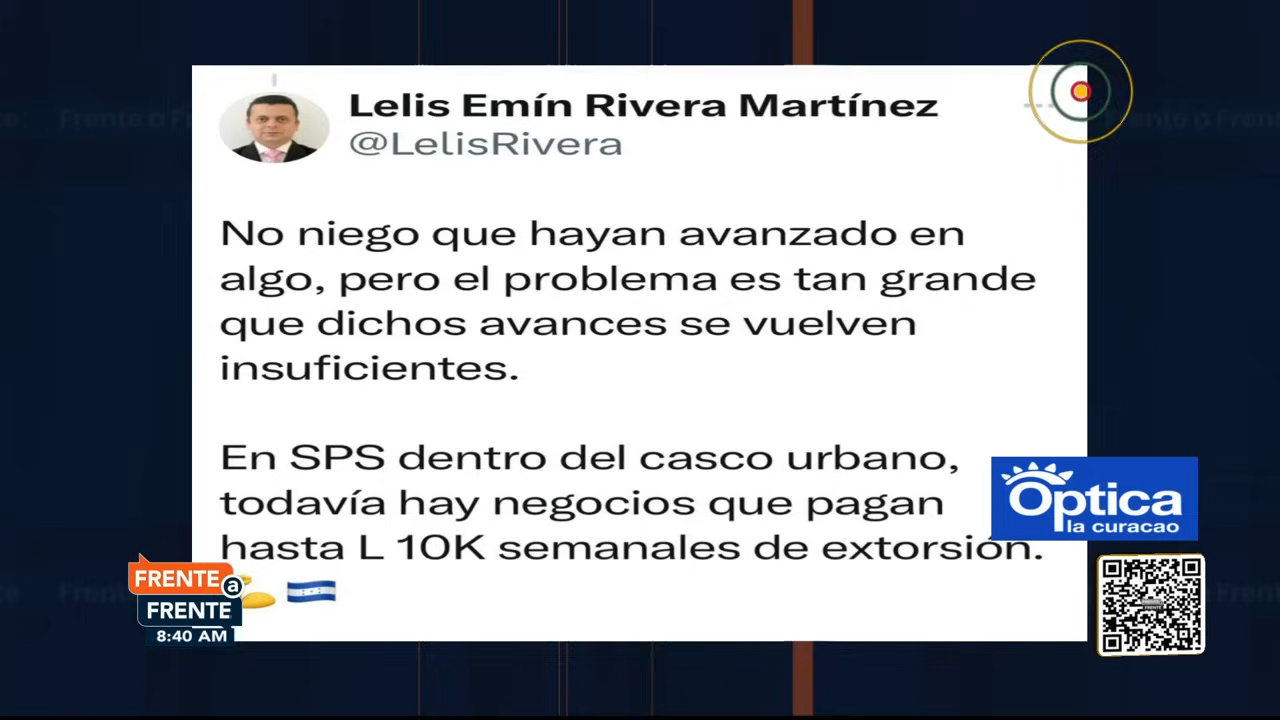 Lelis Emín Rivera Martínez
@LelisRivera
No niego que hayan avanzado en
algo, pero el problema es tan grande
que dichos avances se vuelven
insuficientes.
En SPS dentro del casco urbano,
todavía hay negocios que pagan
hasta L 10K semanales de extorsión.
Optica
la curacao
FRENTE a
FRENTE
8:40 AM